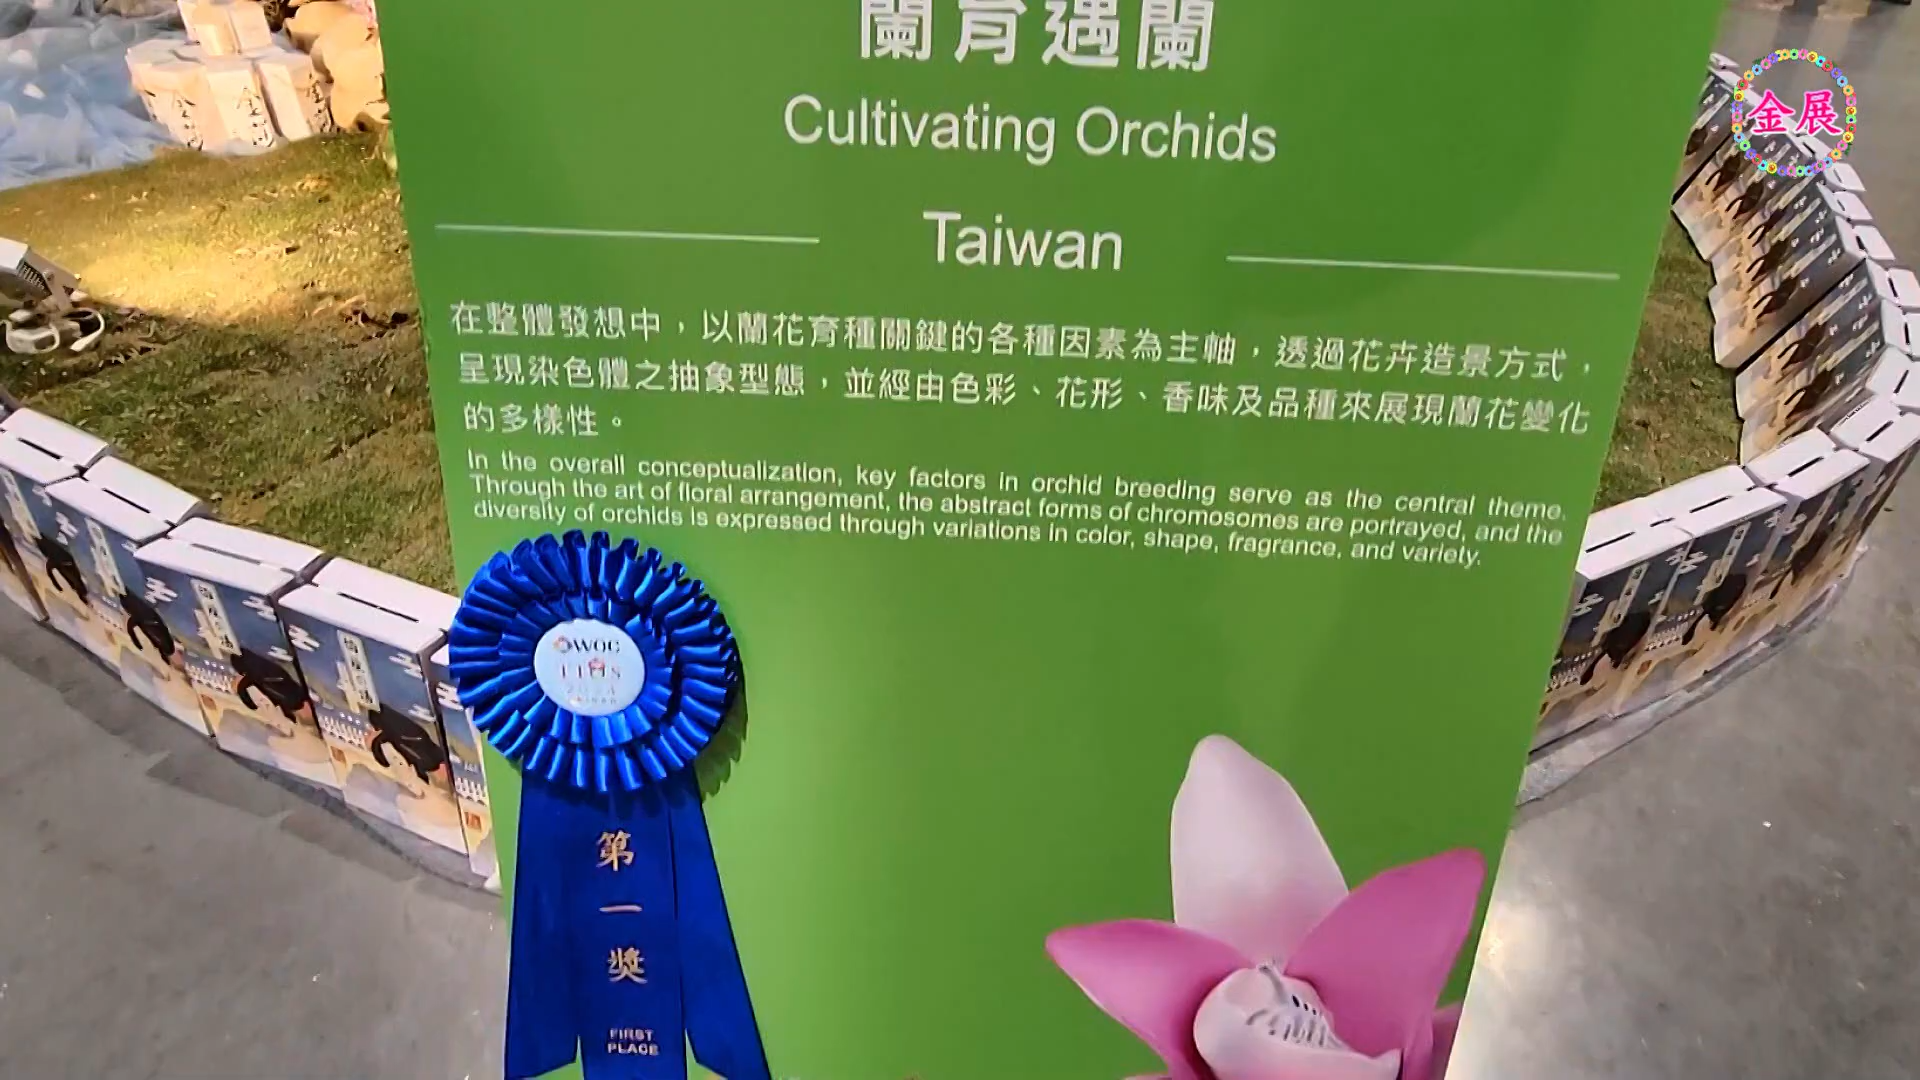 蘭育遇蘭
Cultivating Orchids
Taiwan
在整體發想中，以蘭花育種關鍵的各種因素為主軸，透過花卉造景方式，
呈現染色體之抽象型態，並經由色彩、花形、香味及品種來展現蘭花變化
的多樣性。
In the overall conceptualization, key factors in orchid breeding serve as the central theme.
Through the art of floral arrangement, the abstract forms of chromosomes are portrayed, and the
diversity of orchids is expressed through variations in color, shape, fragrance, and variety.
WOC
第
一
獎
FIRST
PLACE
金展